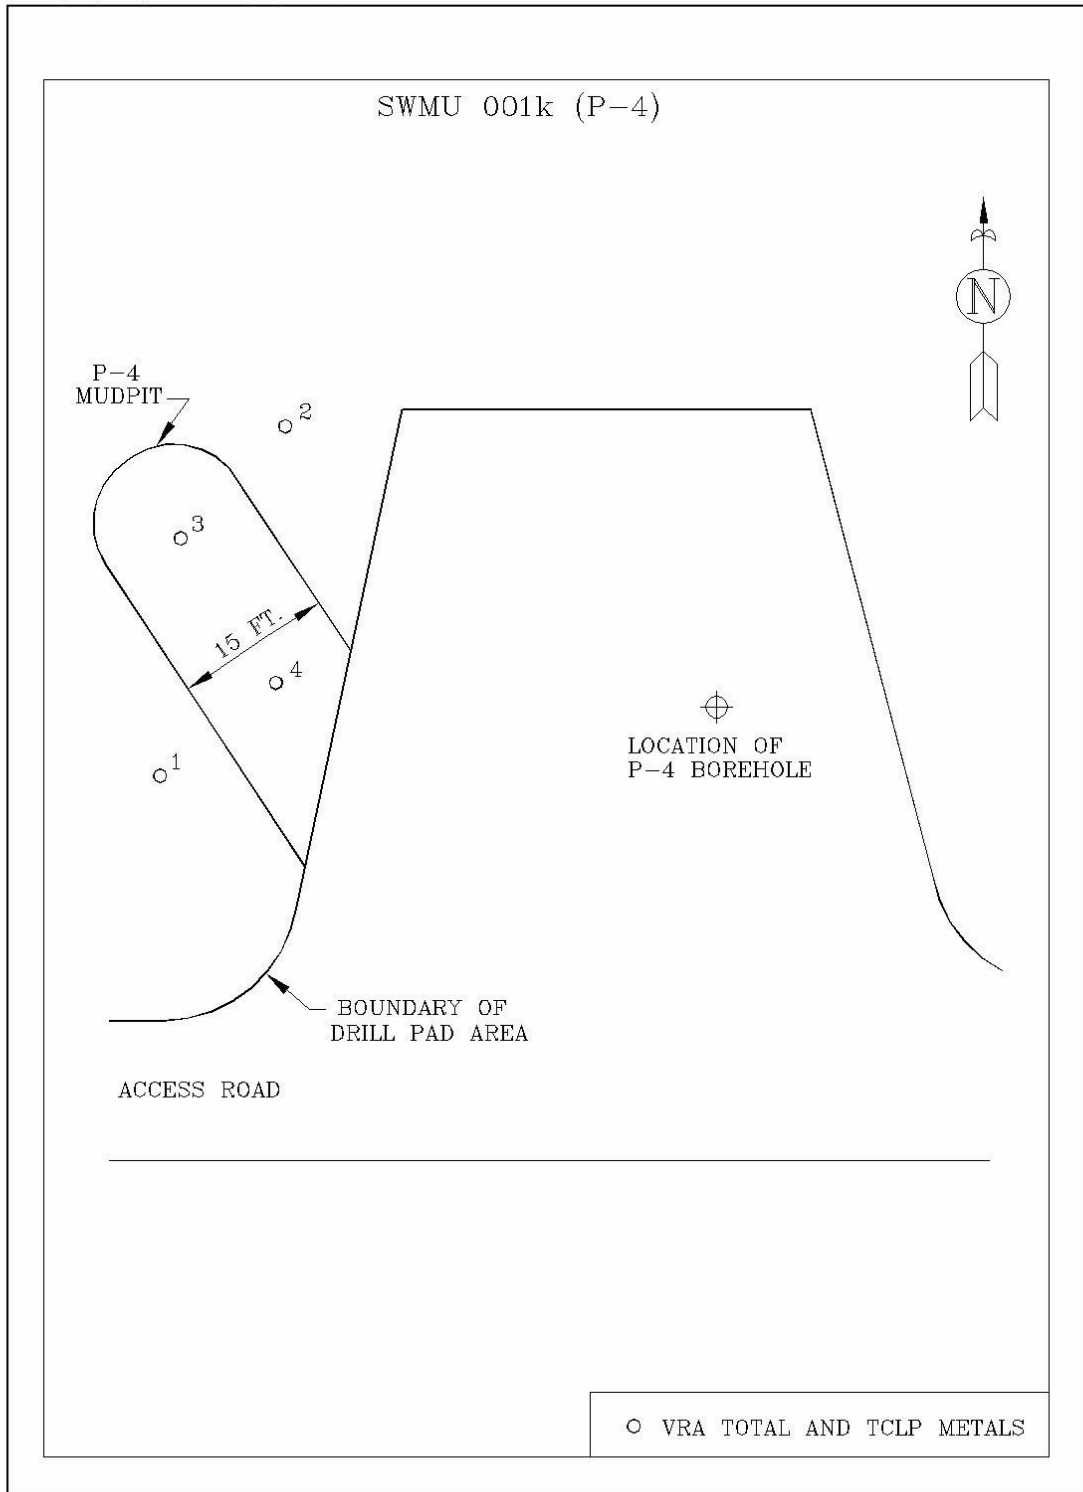 SWMU 001k (P-4)
N
P-4
MUDPIT
2
3
15 FT.
4
1
LOCATION OF
P-4 BOREHOLE
BOUNDARY OF
DRILL PAD AREA
ACCESS ROAD
VRA TOTAL AND TCLP METALS